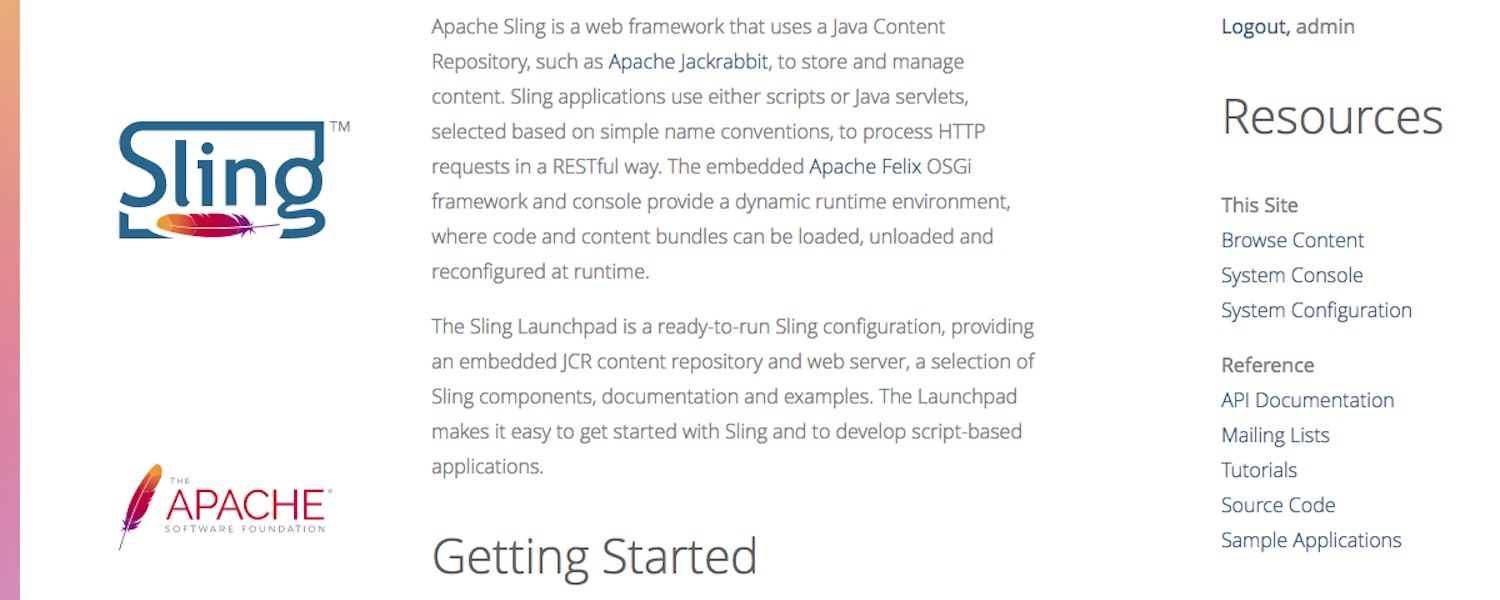 Sling
TM
THE
APACHE®
SOFTWARE FOUNDATION
Apache Sling is a web framework that uses a Java Content
Repository, such as Apache Jackrabbit, to store and manage
content. Sling applications use either scripts or Java servlets,
selected based on simple name conventions, to process HTTP
requests in a RESTful way. The embedded Apache Felix OSGi
framework and console provide a dynamic runtime environment,
where code and content bundles can be loaded, unloaded and
reconfigured at runtime.
The Sling Launchpad is a ready-to-run Sling configuration, providing
an embedded JCR content repository and web server, a selection of
Sling components, documentation and examples. The Launchpad
makes it easy to get started with Sling and to develop script-based
applications.
Getting Started
Logout, admin
Resources
This Site
Browse Content
System Console
System Configuration
Reference
API Documentation
Mailing Lists
Tutorials
Source Code
Sample Applications